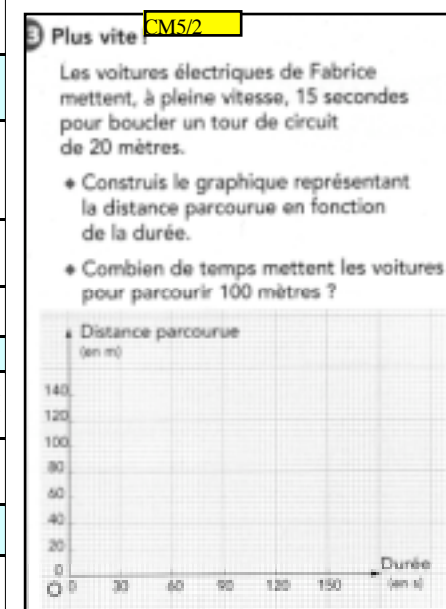 CM5/2
3 Plus vite !
Les voitures électriques de Fabrice
mettent, à pleine vitesse, 15 secondes
pour boucler un tour de circuit
de 20 mètres.
◆ Construis le graphique représentant
la distance parcourue en fonction
de la durée.
◆ Combien de temps mettent les voitures
pour parcourir 100 mètres ?
Distance parcourue
(en m)
140
120
100
80
60
40
20
0
Durée
O 0 30 60 90 120 150 (en s)